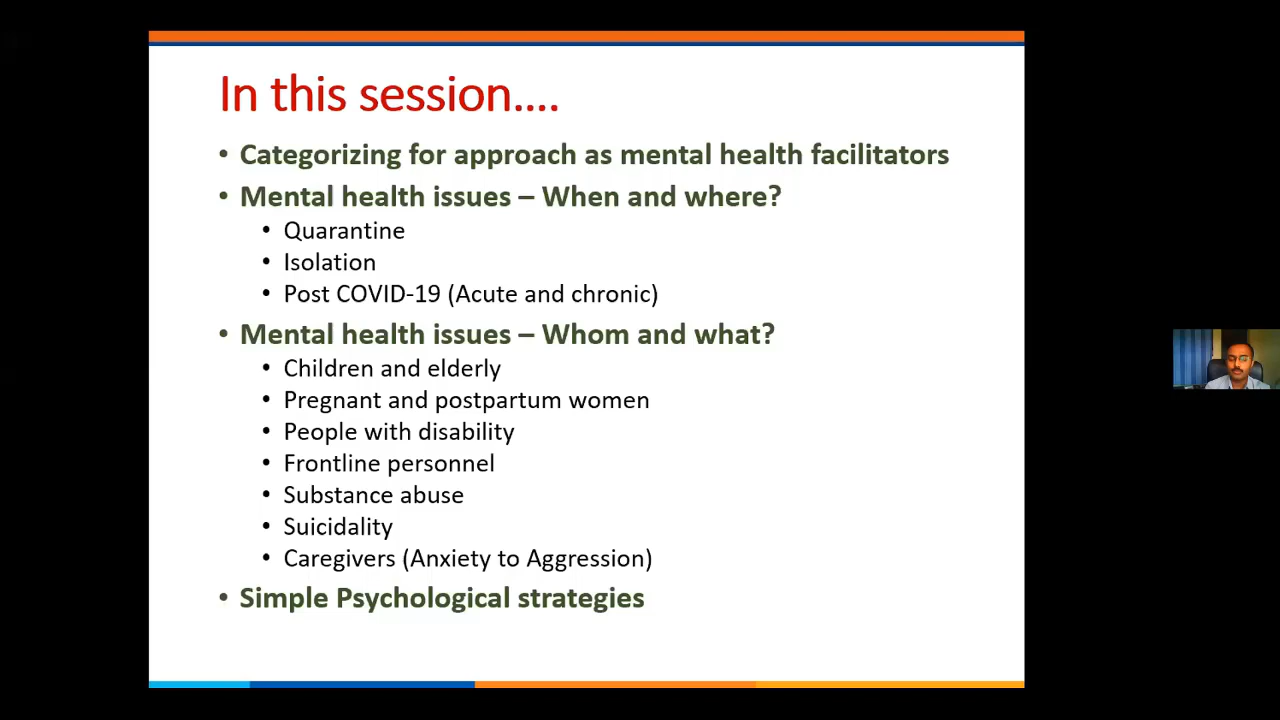 In this session....
• Categorizing for approach as mental health facilitators
• Mental health issues – When and where?
• Quarantine
• Isolation
• Post COVID-19 (Acute and chronic)
• Mental health issues – Whom and what?
• Children and elderly
• Pregnant and postpartum women
• People with disability
• Frontline personnel
• Substance abuse
• Suicidality
• Caregivers (Anxiety to Aggression)
• Simple Psychological strategies